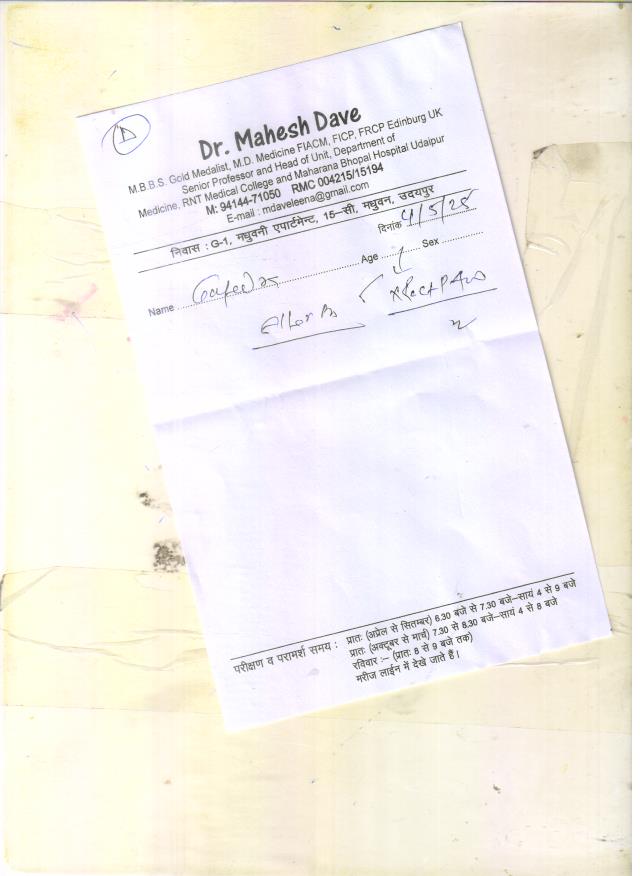 D
Dr. Mahesh Dave
M.B.B.S. Gold Medalist, M.D. Medicine FIACM, FICP, FRCP Edinburg UK
Senior Professor and Head of Unit, Department of
Medicine, RNT Medical College and Maharana Bhopal Hospital Udaipur
M: 94144-71050 RMC 004215/15194
E-mail : mdaveleena@gmail.com
निवास : G-1, मधुवनी एपार्टमेन्ट, 15–सी, मधुवन, उदयपुर
दिनांक 4/5/25
Name Age Sex
परीक्षण व परामर्श समय : प्रातः (अप्रेल से सितम्बर) 6.30 बजे से 7.30 बजे–सायं 4 से 9 बजे
प्रातः (अक्टूबर से मार्च) 7.30 से 8.30 बजे–सायं 4 से 8 बजे
रविवार :– (प्रातः 8 से 9 बजे तक)
मरीज लाईन में देखे जाते हैं।